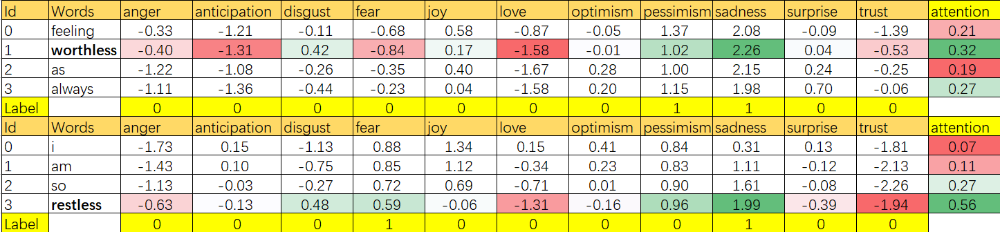 Id Words anger anticipation disgust fear joy love optimism pessimism sadness surprise trust attention
0 feeling -0.33 -1.21 -0.11 -0.68 0.58 -0.87 -0.05 1.37 2.08 -0.09 -1.39 0.21
1 worthless -0.40 -1.31 0.42 -0.84 0.17 -1.58 -0.01 1.02 2.26 0.04 -0.53 0.32
2 as -1.22 -1.08 -0.26 -0.35 0.40 -1.67 0.28 1.00 2.15 0.24 -0.25 0.19
3 always -1.11 -1.36 -0.44 -0.23 0.04 -1.58 0.20 1.15 1.98 0.70 -0.06 0.27
Label 0 0 0 0 0 0 0 1 1 0 0
Id Words anger anticipation disgust fear joy love optimism pessimism sadness surprise trust attention
0 i -1.73 0.15 -1.13 0.88 1.34 0.15 0.41 0.84 0.31 0.13 -1.81 0.07
1 am -1.43 0.10 -0.75 0.85 1.12 -0.34 0.23 0.83 1.11 -0.12 -2.13 0.11
2 so -1.13 -0.03 -0.27 0.72 0.69 -0.71 0.01 0.90 1.61 -0.08 -2.26 0.27
3 restless -0.63 -0.13 0.48 0.59 -0.06 -1.31 -0.16 0.96 1.99 -0.39 -1.94 0.56
Label 0 0 0 1 0 0 0 0 1 0 0